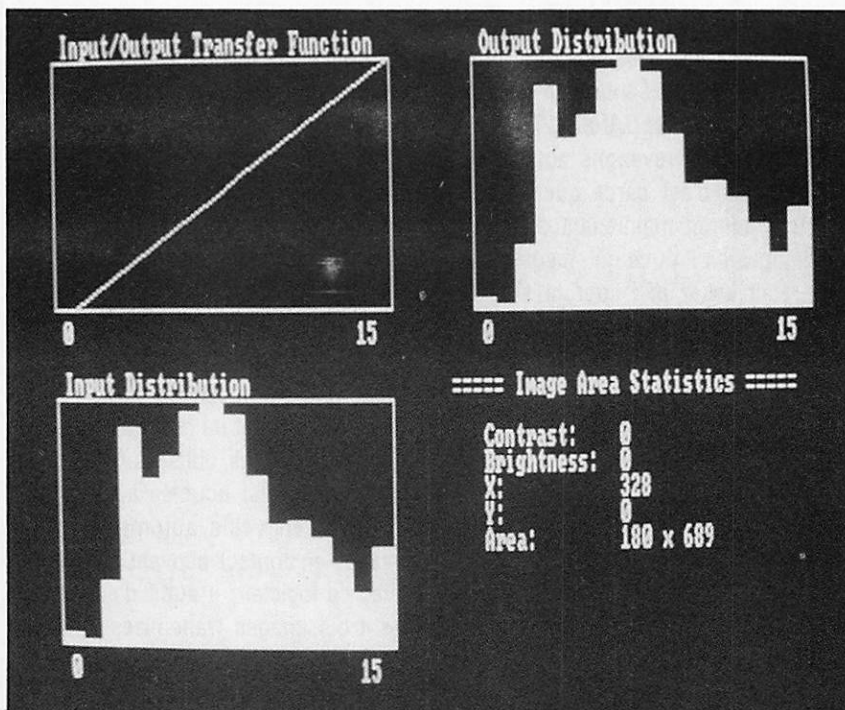 Input/Output Transfer Function
0 15
Output Distribution
0 15
Input Distribution
0 15
===== Image Area Statistics =====
Contrast: 0
Brightness: 0
X: 328
Y: 0
Area: 180 x 689